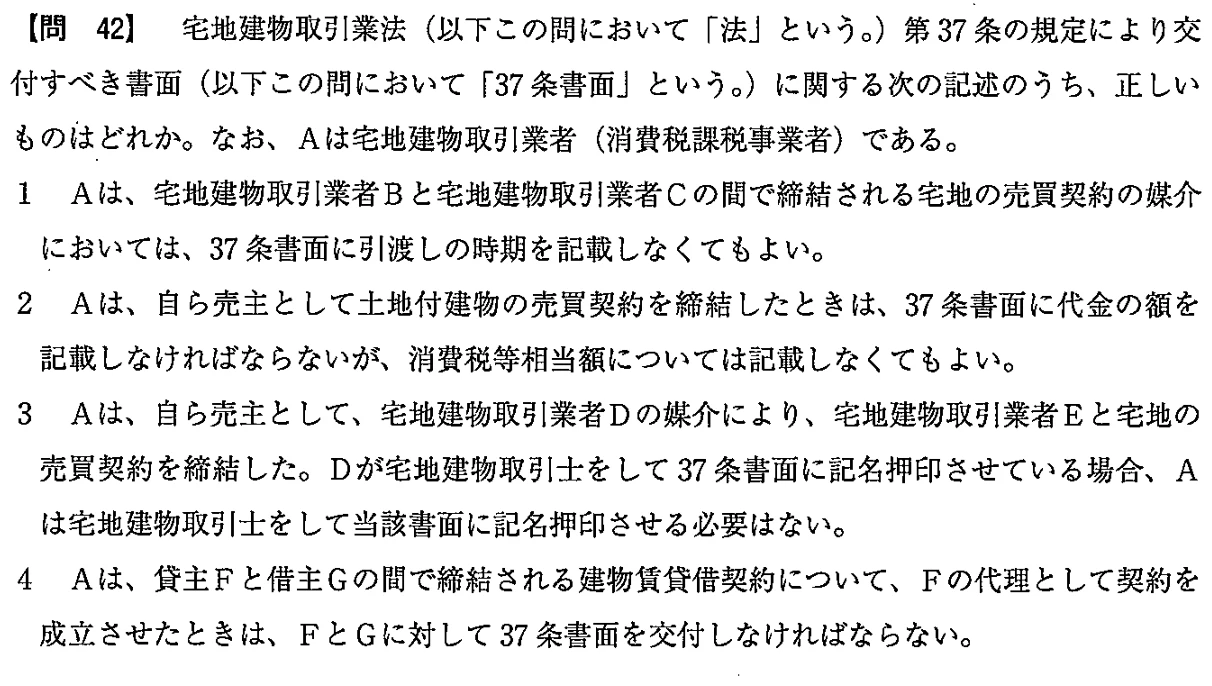 【問 42】 宅地建物取引業法（以下この問において「法」という。）第37条の規定により交
付すべき書面（以下この問において「37条書面」という。）に関する次の記述のうち、正しい
ものはどれか。なお、Aは宅地建物取引業者（消費税課税事業者）である。
1 Aは、宅地建物取引業者Bと宅地建物取引業者Cの間で締結される宅地の売買契約の媒介
においては、37条書面に引渡しの時期を記載しなくてもよい。
2 Aは、自ら売主として土地付建物の売買契約を締結したときは、37条書面に代金の額を
記載しなければならないが、消費税等相当額については記載しなくてもよい。
3 Aは、自ら売主として、宅地建物取引業者Dの媒介により、宅地建物取引業者Eと宅地の
売買契約を締結した。Dが宅地建物取引士をして37条書面に記名押印させている場合、A
は宅地建物取引士をして当該書面に記名押印させる必要はない。
4 Aは、貸主Fと借主Gの間で締結される建物賃貸借契約について、Fの代理として契約を
成立させたときは、FとGに対して37条書面を交付しなければならない。